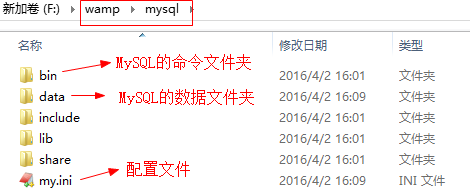 新加卷 (F:) wamp mysql
名称 修改日期 类型
bin MySQL的命令文件夹 2016/4/2 16:01 文件夹
data MySQL的数据文件夹 2016/4/2 16:09 文件夹
include 2016/4/2 16:01 文件夹
lib 2016/4/2 16:01 文件夹
share 2016/4/2 16:01 文件夹
my.ini 配置文件 2016/4/2 16:09 INI 文件